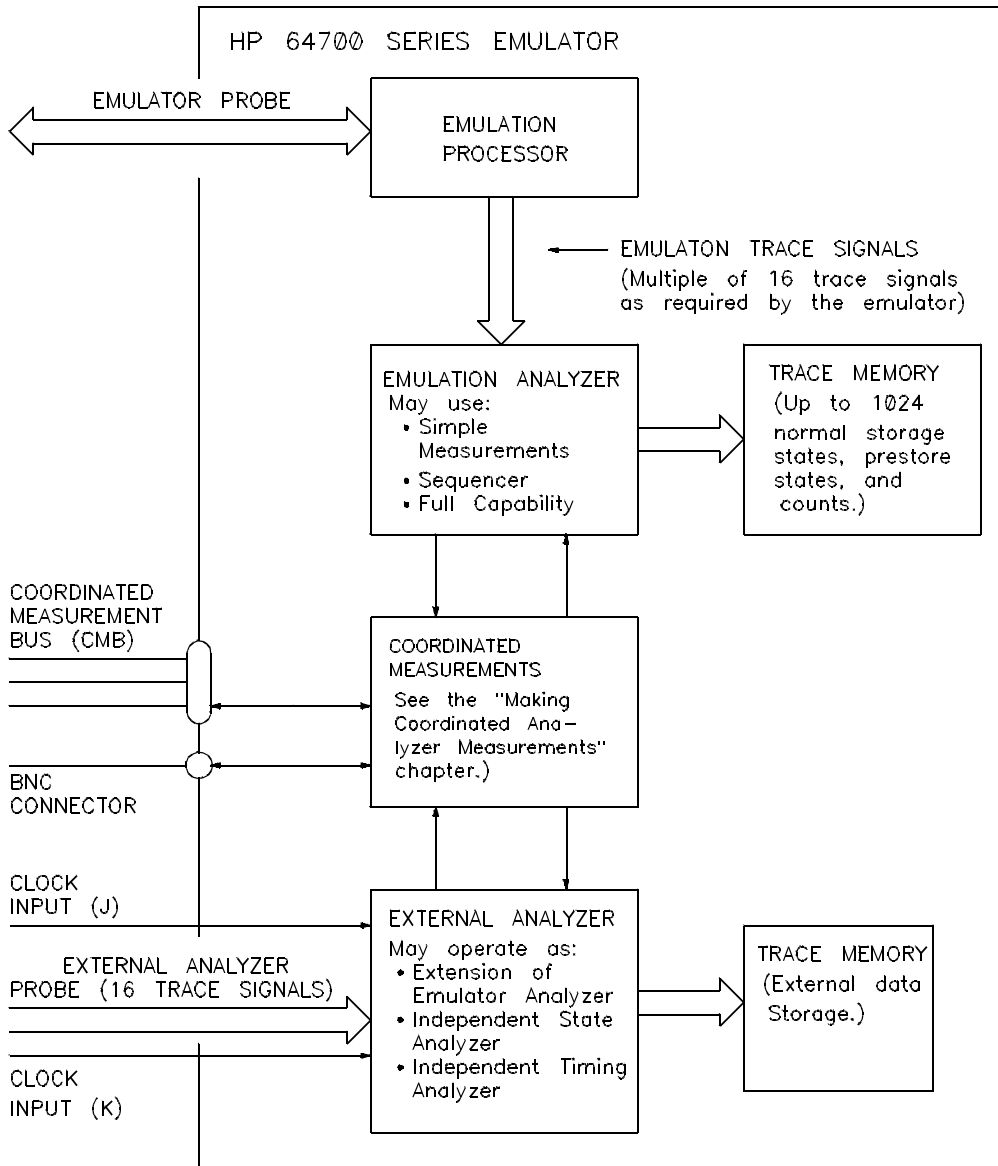 HP 64700 SERIES EMULATOR
EMULATOR PROBE
EMULATION
PROCESSOR
EMULATON TRACE SIGNALS
(Multiple of 16 trace signals
as required by the emulator)
EMULATION ANALYZER
May use:
• Simple
Measurements
• Sequencer
• Full Capability
TRACE MEMORY
(Up to 1024
normal storage
states, prestore
states, and
counts.)
COORDINATED
MEASUREMENT
BUS (CMB)
COORDINATED
MEASUREMENTS
See the "Making
Coordinated Ana-
lyzer Measurements"
chapter.)
BNC
CONNECTOR
CLOCK
INPUT (J)
EXTERNAL ANALYZER
PROBE (16 TRACE SIGNALS)
EXTERNAL ANALYZER
May operate as:
• Extension of
Emulator Analyzer
• Independent State
Analyzer
• Independent Timing
Analyzer
TRACE MEMORY
(External data
Storage.)
CLOCK
INPUT (K)